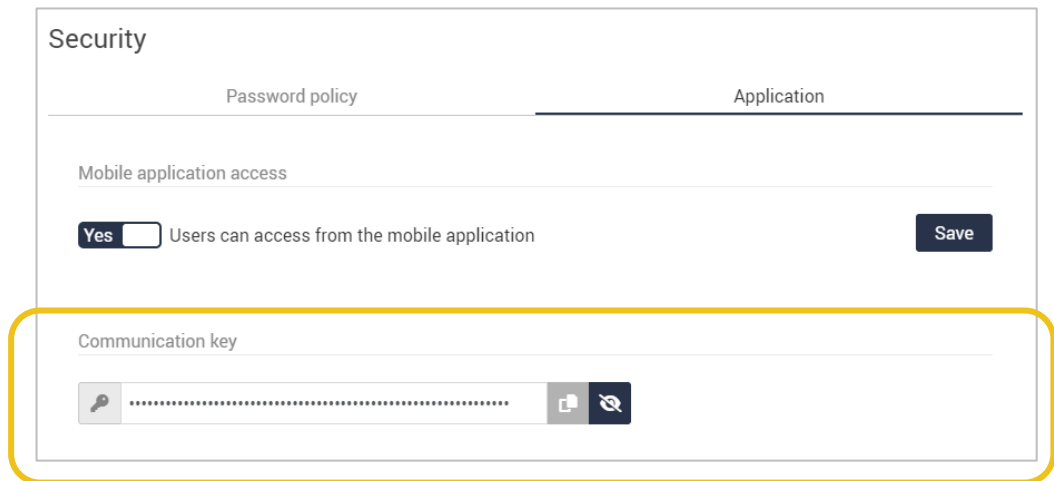 Security
Password policy
Application
Mobile application access
Yes
Users can access from the mobile application
Save
Communication key